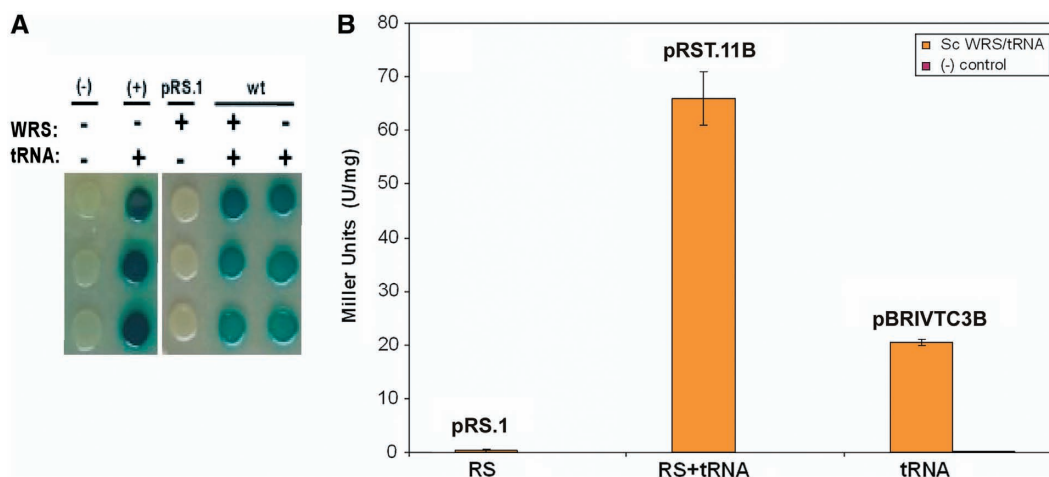 A
(-) (+) pRS.1 wt
WRS: - - + + -
tRNA: - + - + +
B
80
70
60
50
40
30
20
10
0
Miller Units (U/mg)
pRS.1
pRST.11B
pBRIVTC3B
Sc WRS/tRNA
(-) control
RS RS+tRNA tRNA